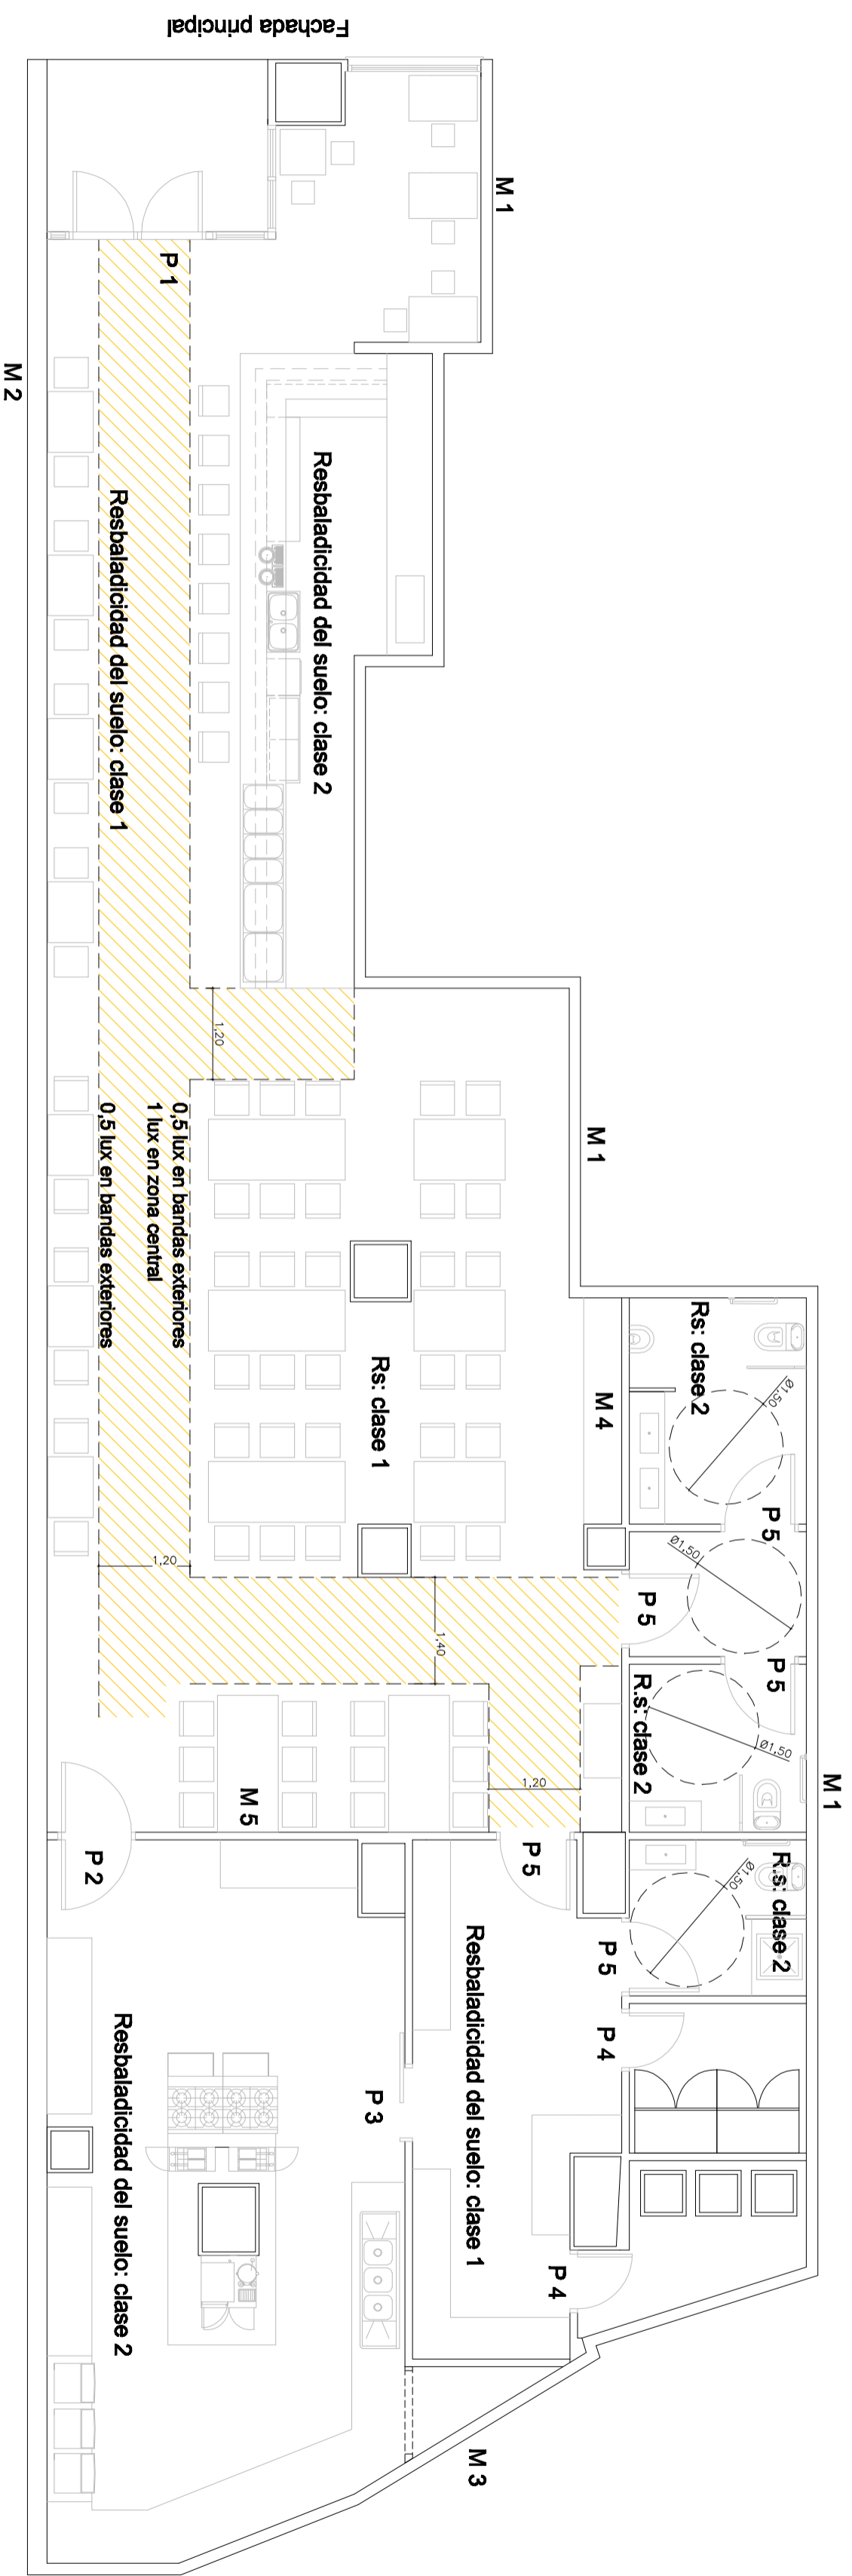 Fachada principal
M 1
M 2
P 1
Resbaladicidad del suelo: clase 2
Resbaladicidad del suelo: clase 1
1,20
0,5 lux en bandas exteriores
1 lux en zona central
0,5 lux en bandas exteriores
M 1
Rs: clase 1
M 4
Rs: clase 2
Ø1,50
P 5
Ø1,50
P 5
P 5
1,20
1,40
R.s: clase 2
Ø1,50
M 1
1,20
M 5
P 2
P 5
R.s: clase 2
Ø1,50
P 5
P 4
Resbaladicidad del suelo: clase 1
P 3
Resbaladicidad del suelo: clase 2
P 4
M 3